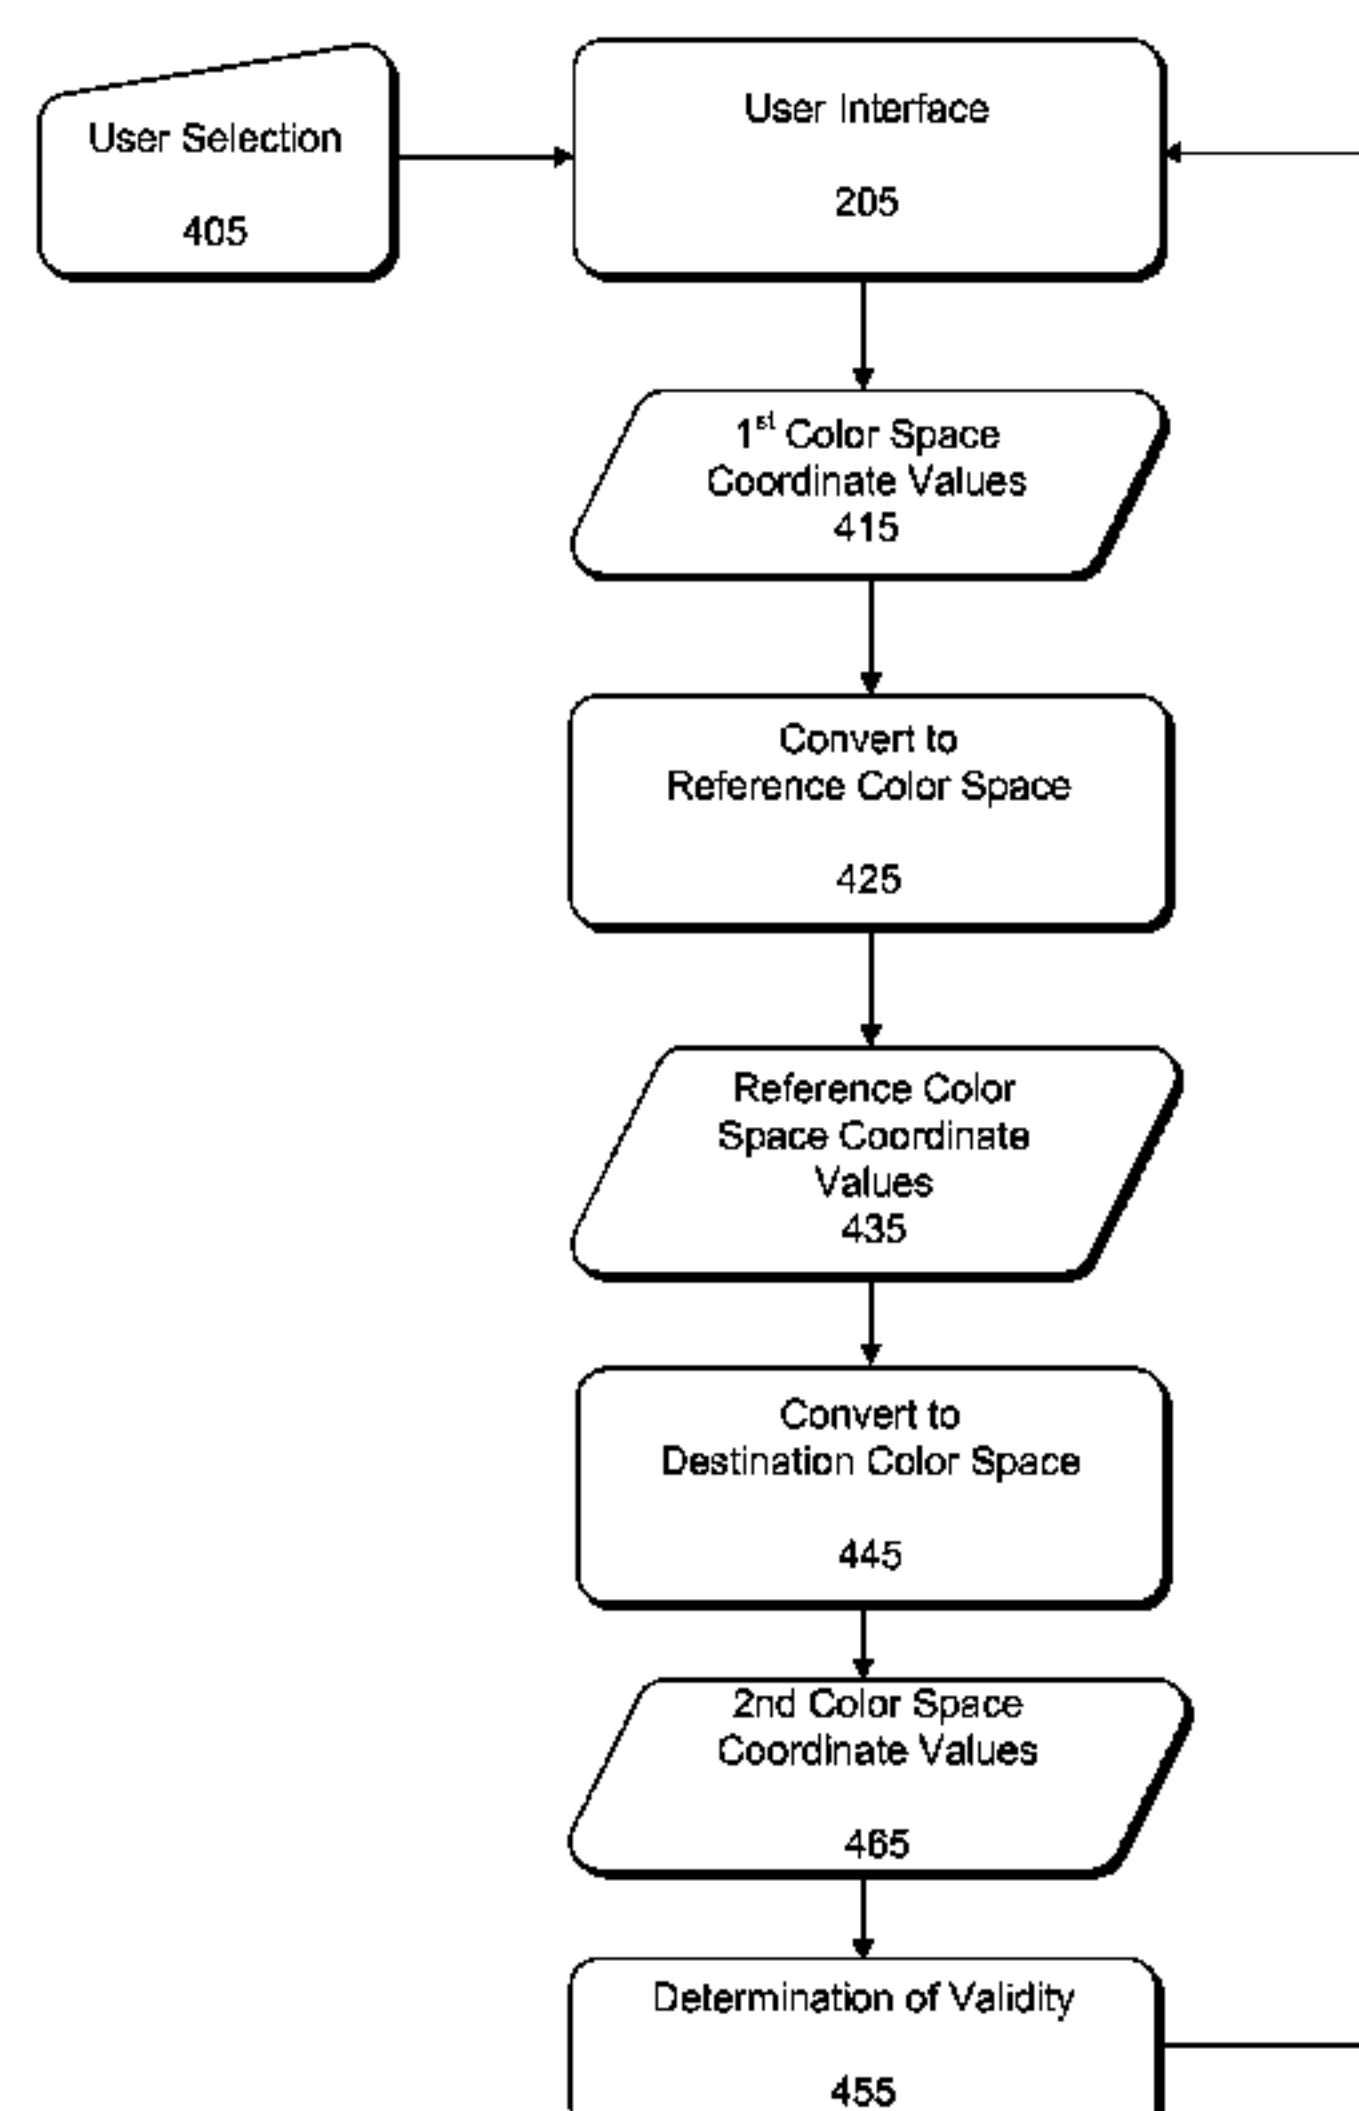 User Selection
405
User Interface
205
1st Color Space
Coordinate Values
415
Convert to
Reference Color Space
425
Reference Color
Space Coordinate
Values
435
Convert to
Destination Color Space
445
2nd Color Space
Coordinate Values
465
Determination of Validity
455